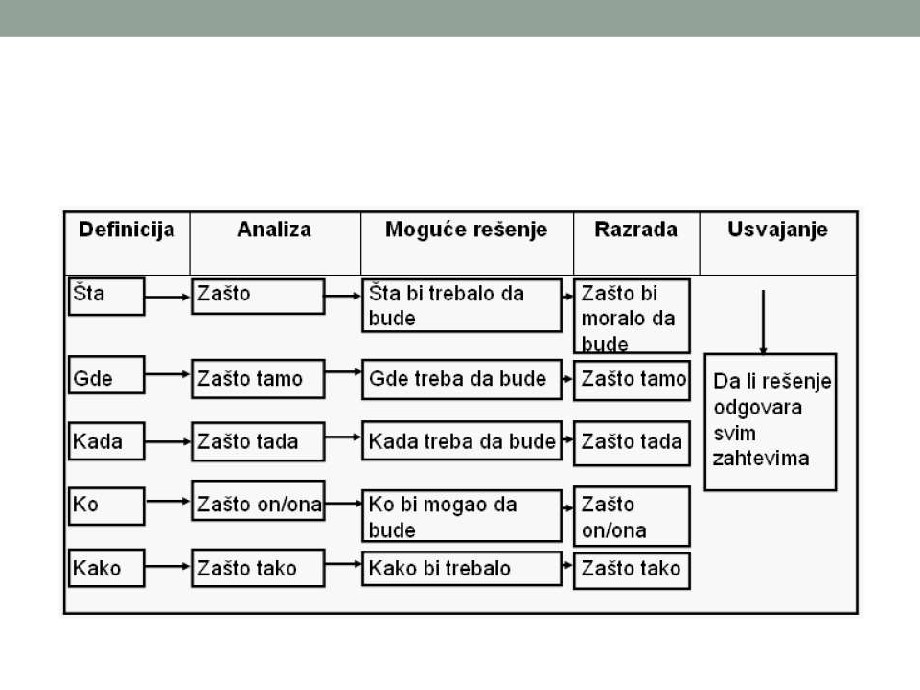 Definicija Analiza Moguće rešenje Razrada Usvajanje
Šta Zašto Šta bi trebalo da Zašto bi
bude moralo da
bude
Gde Zašto tamo Gde treba da bude Zašto tamo
Da li rešenje
odgovara
svim
zahtevima
Kada Zašto tada Kada treba da bude Zašto tada
Ko Zašto on/ona Ko bi mogao da Zašto
bude on/ona
Kako Zašto tako Kako bi trebalo Zašto tako